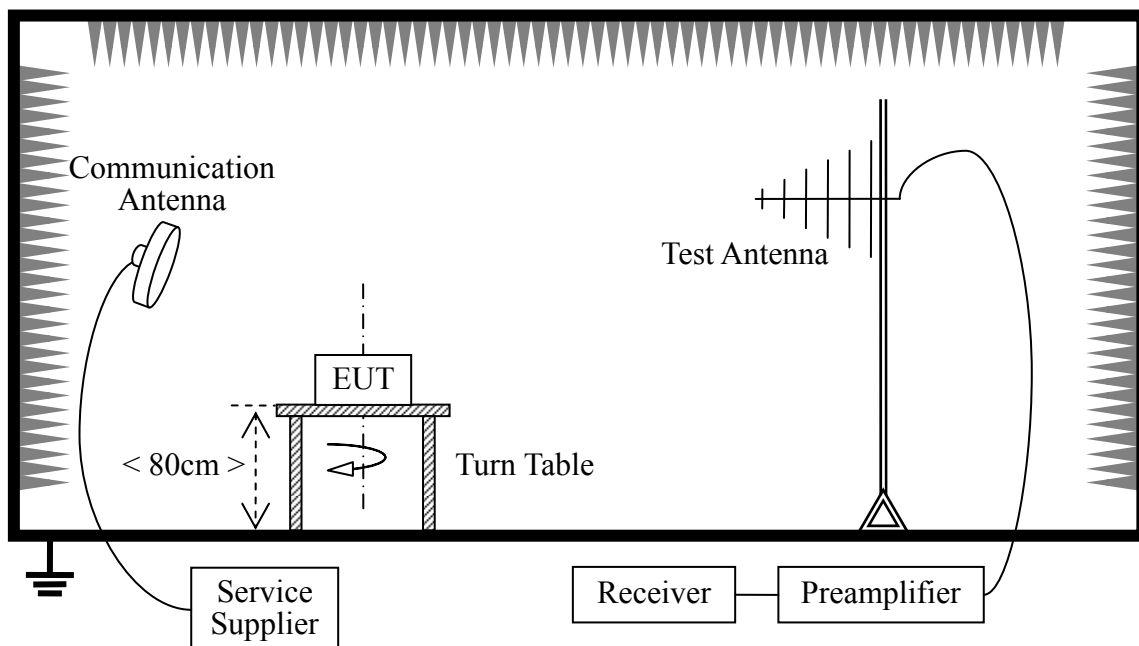 Communication
Antenna
Test Antenna
EUT
< 80cm >
Turn Table
Service
Supplier
Receiver
Preamplifier